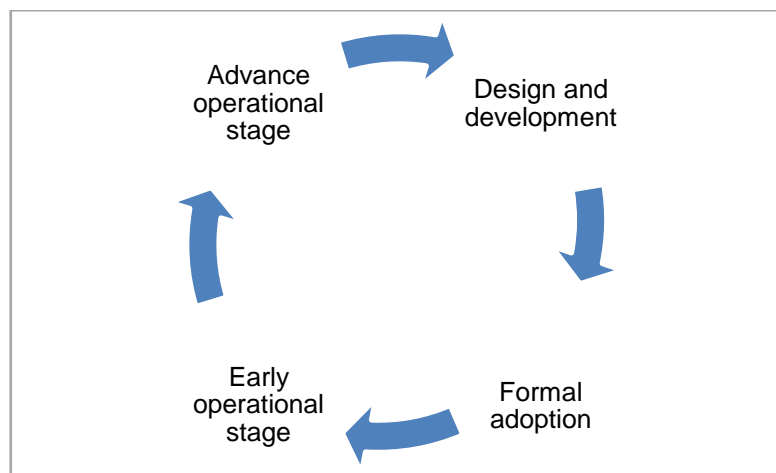 Advance
operational
stage
Design and
development
Early
operational
stage
Formal
adoption